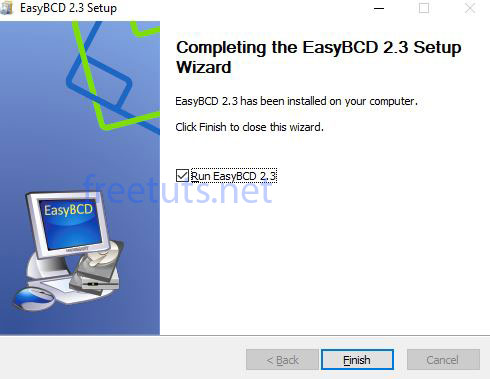 EasyBCD 2.3 Setup
Completing the EasyBCD 2.3 Setup
Wizard
EasyBCD 2.3 has been installed on your computer.
Click Finish to close this wizard.
Run EasyBCD 2.3
freetuts.net
EasyBCD
< Back
Finish
Cancel